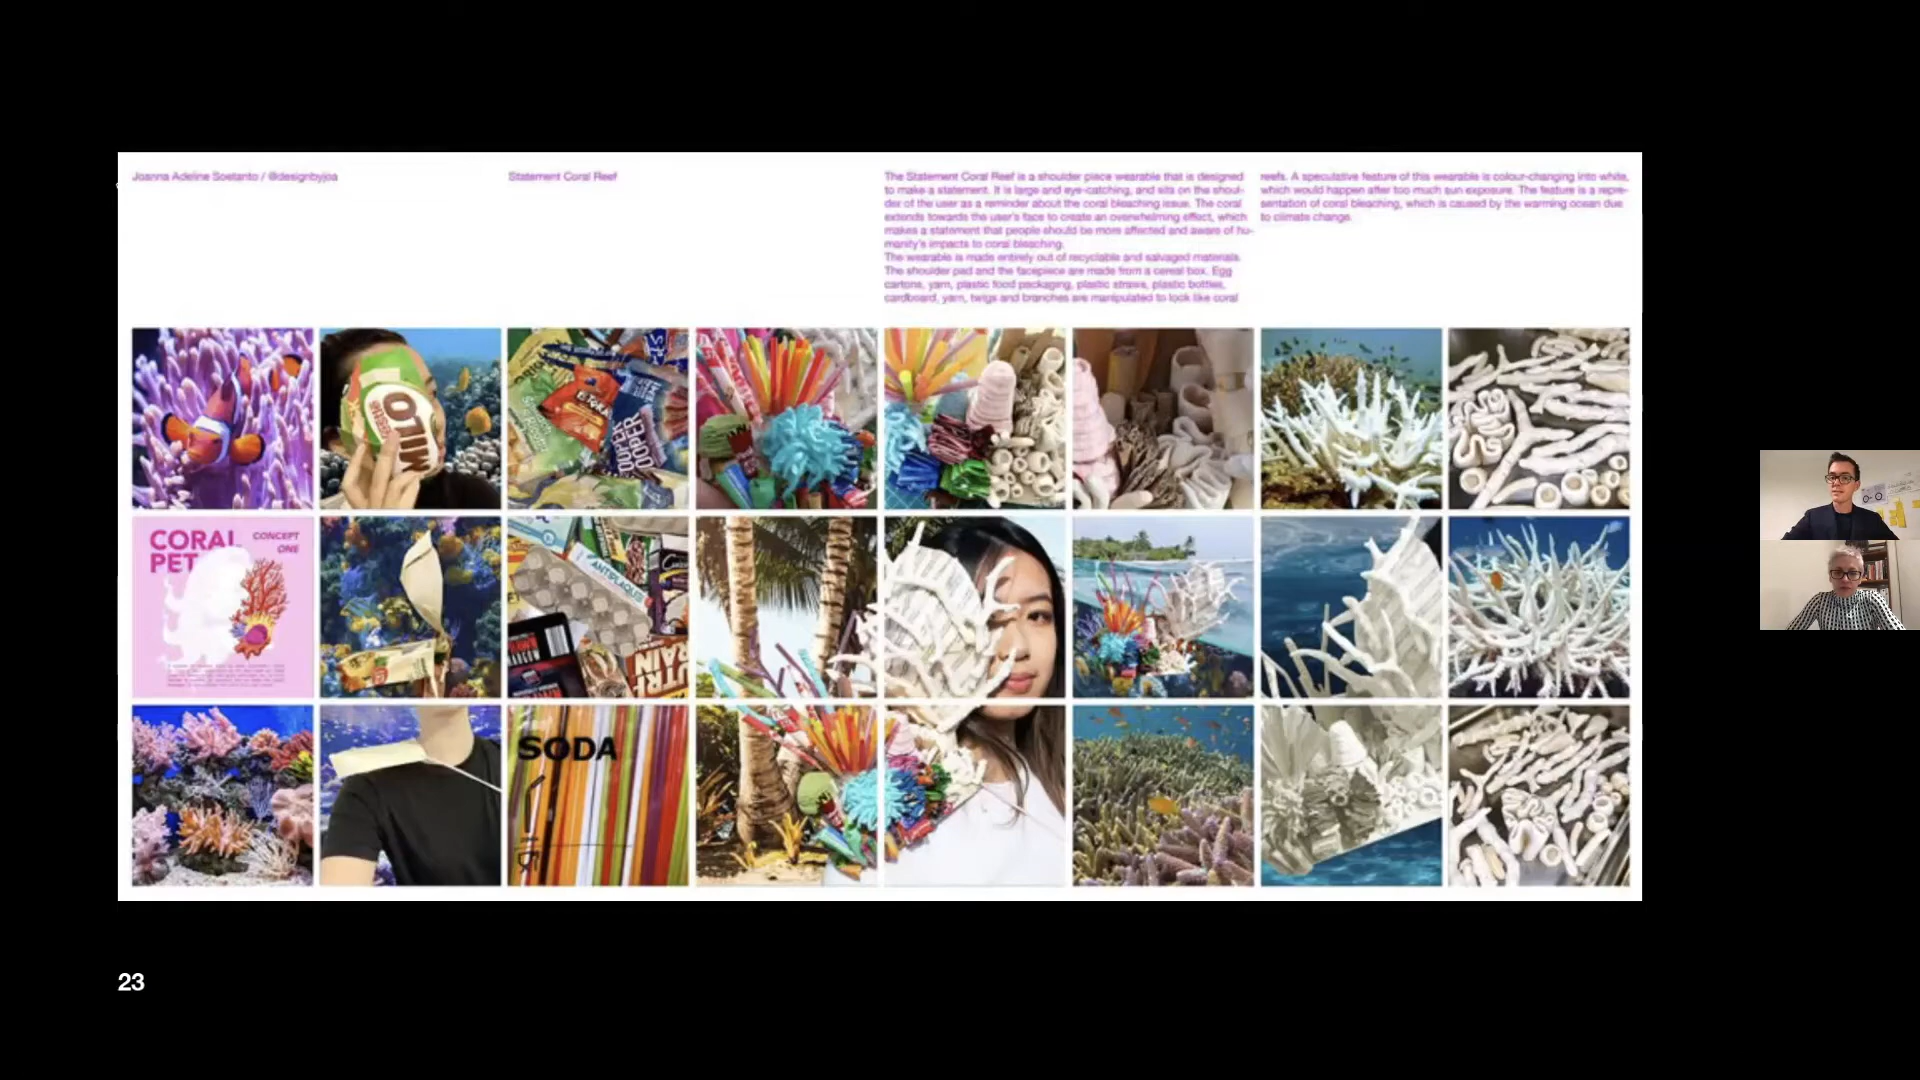 Joanna Adeline Soetanto / @designbyjoa
Statement Coral Reef
The Statement Coral Reef is a shoulder piece wearable that is designed
to make a statement. It is large and eye-catching, and sits on the shoul-
der of the user as a reminder about the coral bleaching issue. The coral
extends towards the user's face to create an overwhelming effect, which
makes a statement that people should be more affected and aware of hu-
manity's impacts to coral bleaching.
The wearable is made entirely out of recyclable and salvaged materials.
The shoulder pad and the facepiece are made from a cereal box. Egg
cartons, yarn, plastic food packaging, plastic straws, plastic bottles,
cardboard, yarn, twigs and branches are manipulated to look like coral
reefs. A speculative feature of this wearable is colour-changing into white,
which would happen after too much sun exposure. The feature is a repre-
sentation of coral bleaching, which is caused by the warming ocean due
to climate change.
MILO
CORAL
PET
CONCEPT
ONE
ANTIPLAQUE
SODA
23